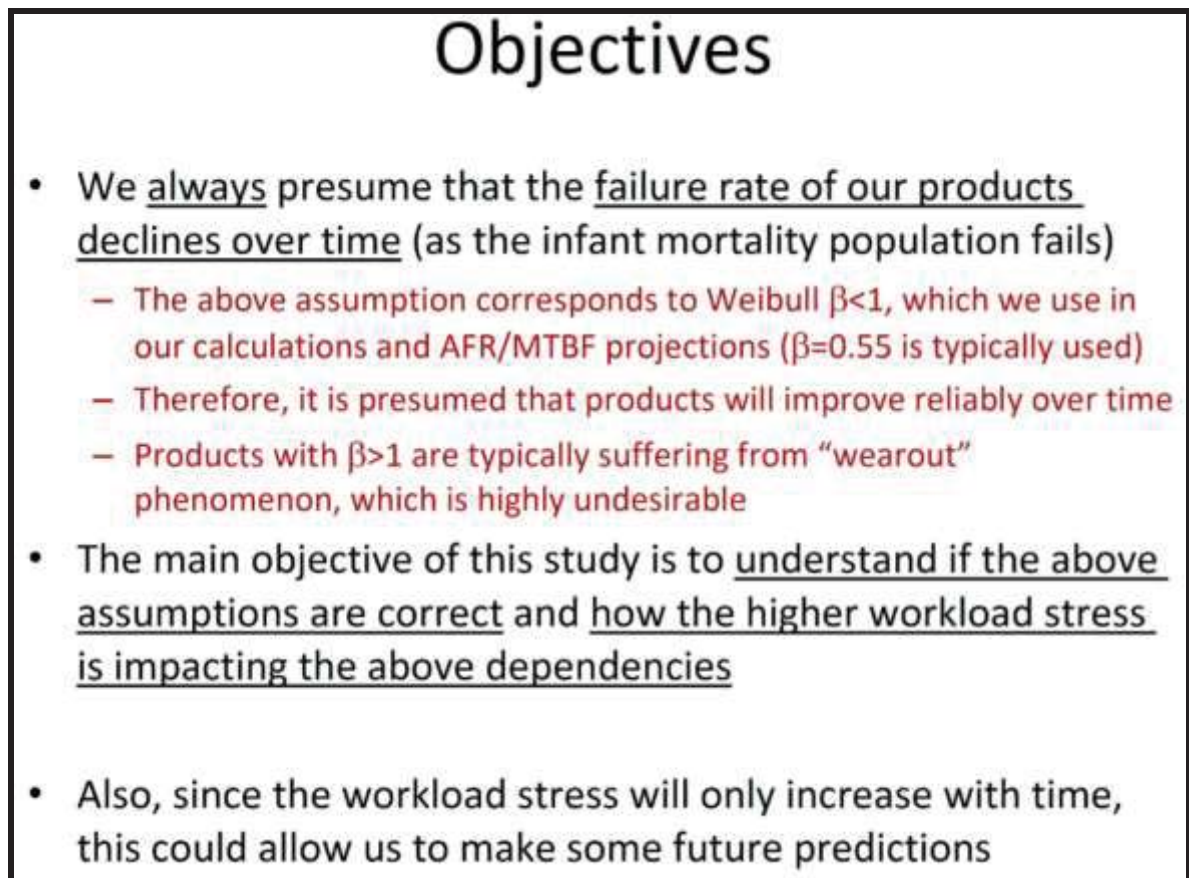 Objectives
• We always presume that the failure rate of our products
declines over time (as the infant mortality population fails)
– The above assumption corresponds to Weibull β<1, which we use in
our calculations and AFR/MTBF projections (β=0.55 is typically used)
– Therefore, it is presumed that products will improve reliably over time
– Products with β>1 are typically suffering from “wearout”
phenomenon, which is highly undesirable
• The main objective of this study is to understand if the above
assumptions are correct and how the higher workload stress
is impacting the above dependencies
• Also, since the workload stress will only increase with time,
this could allow us to make some future predictions